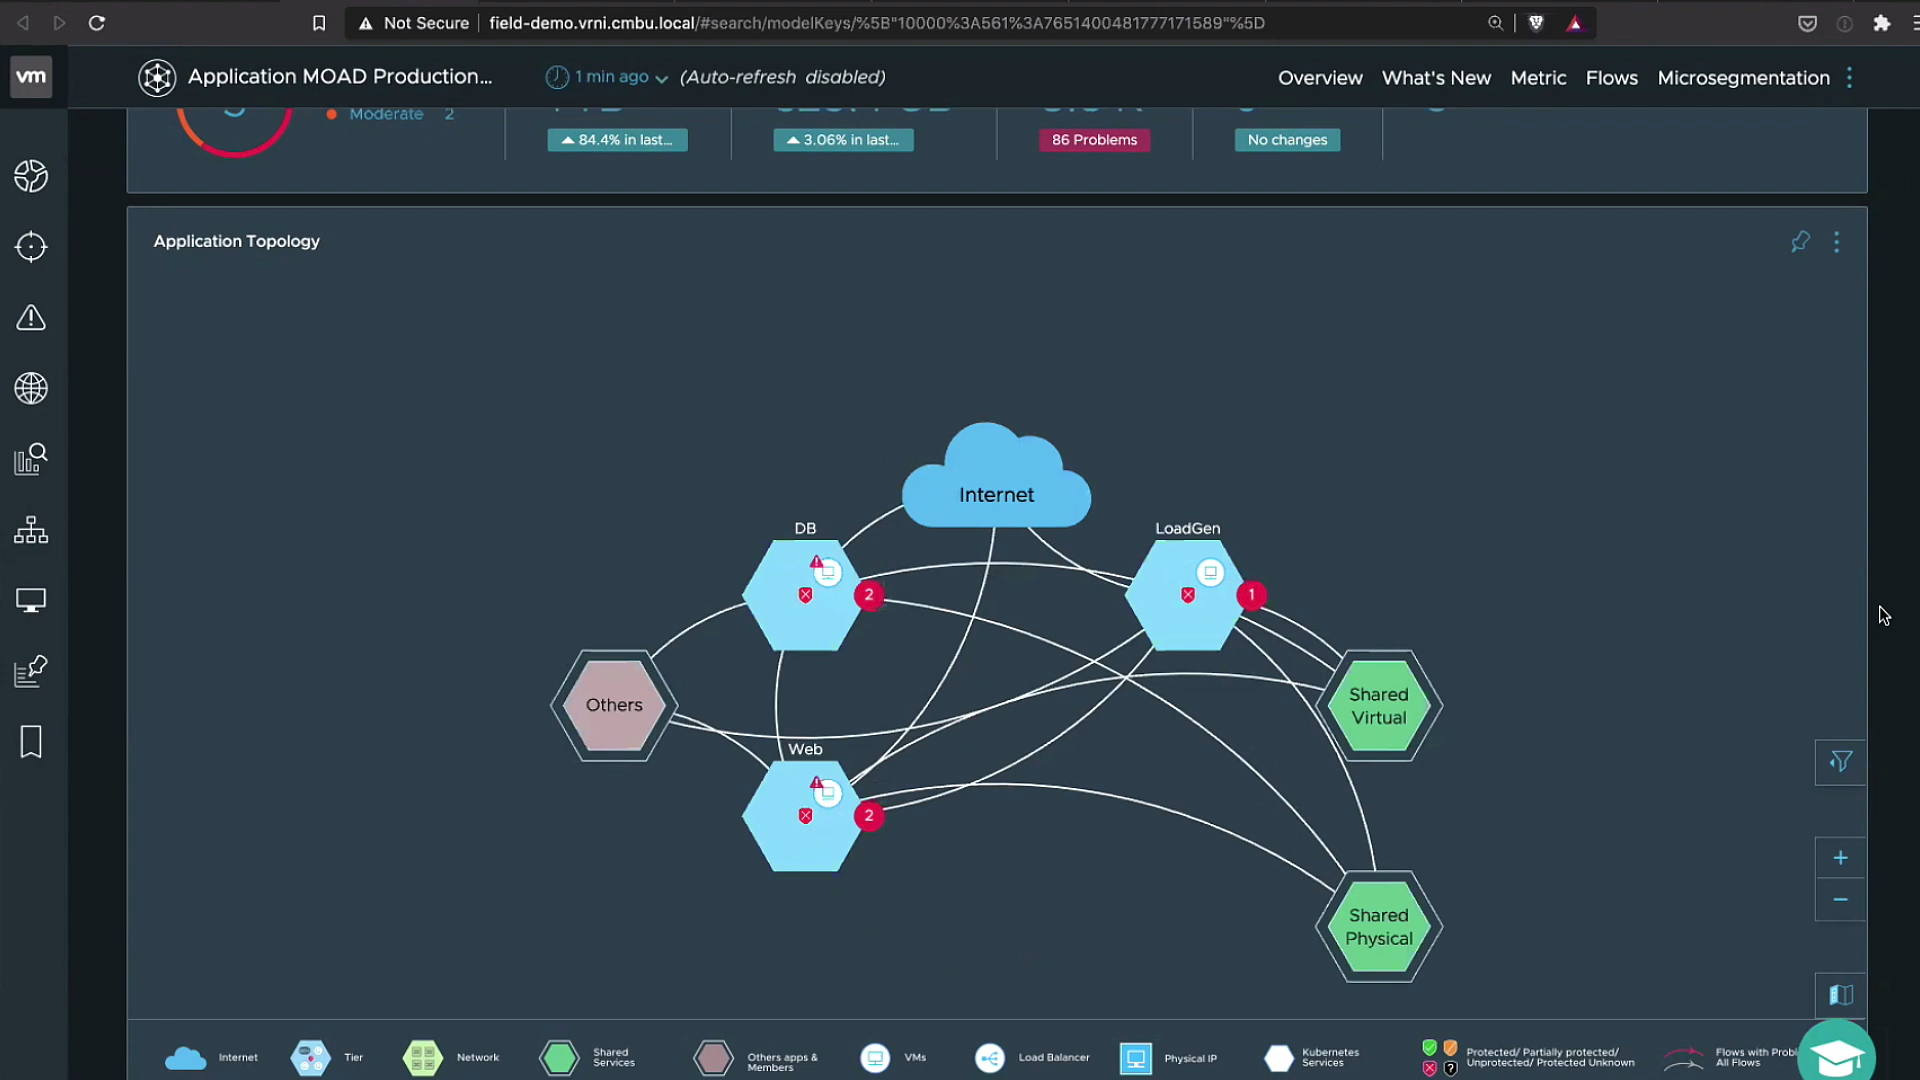 Not Secure
field-demo.vrni.cmbu.local/#search/modelKeys/%5B"10000%3A561%3A7651400481777171589"%5D
vm
Application MOAD Production...
1 min ago
(Auto-refresh disabled)
Overview
What's New
Metric
Flows
Microsegmentation
Moderate 2
84.4% in last...
3.06% in last...
86 Problems
No changes
Application Topology
Internet
DB
LoadGen
2
1
Others
Shared
Virtual
Web
2
Shared
Physical
+
−
Internet
Tier
Network
Shared
Services
Others apps &
Members
VMs
Load Balancer
Physical IP
Kubernetes
Services
Protected/ Partially protected/
Unprotected/ Protected Unknown
Flows with
All Flows